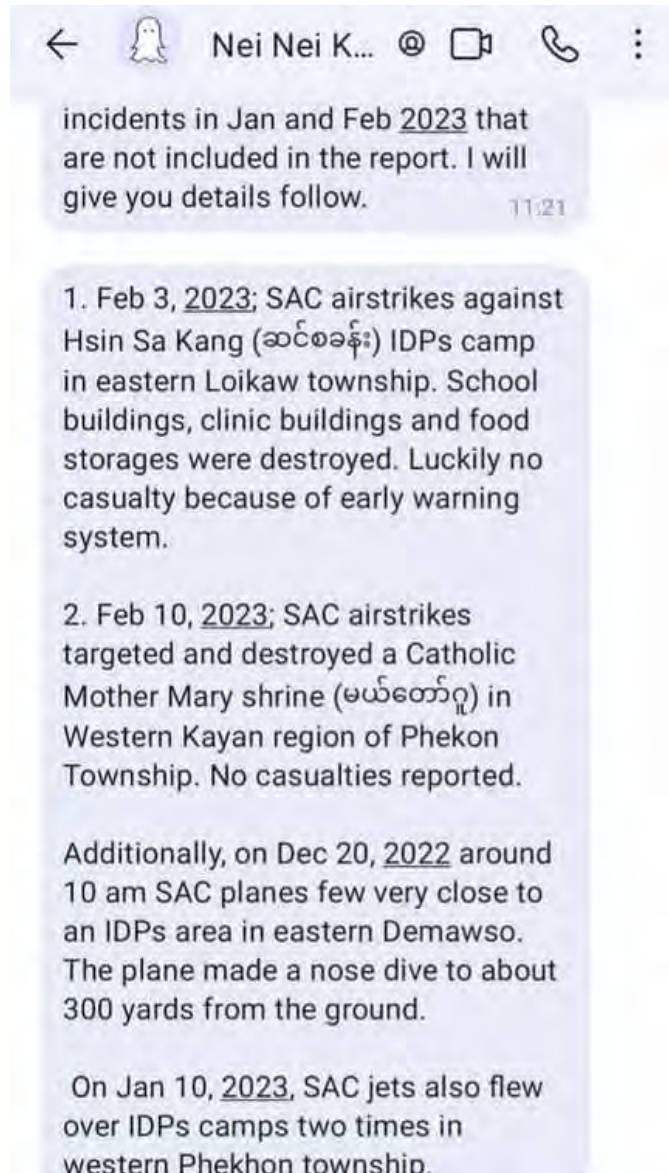 Nei Nei K...
incidents in Jan and Feb 2023 that
are not included in the report. I will
give you details follow.
11:21
1. Feb 3, 2023; SAC airstrikes against
Hsin Sa Kang (ဆင်စခန်း) IDPs camp
in eastern Loikaw township. School
buildings, clinic buildings and food
storages were destroyed. Luckily no
casualty because of early warning
system.
2. Feb 10, 2023; SAC airstrikes
targeted and destroyed a Catholic
Mother Mary shrine (မယ်တော်ဂူ) in
Western Kayan region of Phekon
Township. No casualties reported.
Additionally, on Dec 20, 2022 around
10 am SAC planes few very close to
an IDPs area in eastern Demawso.
The plane made a nose dive to about
300 yards from the ground.
On Jan 10, 2023, SAC jets also flew
over IDPs camps two times in
western Phekhon township.